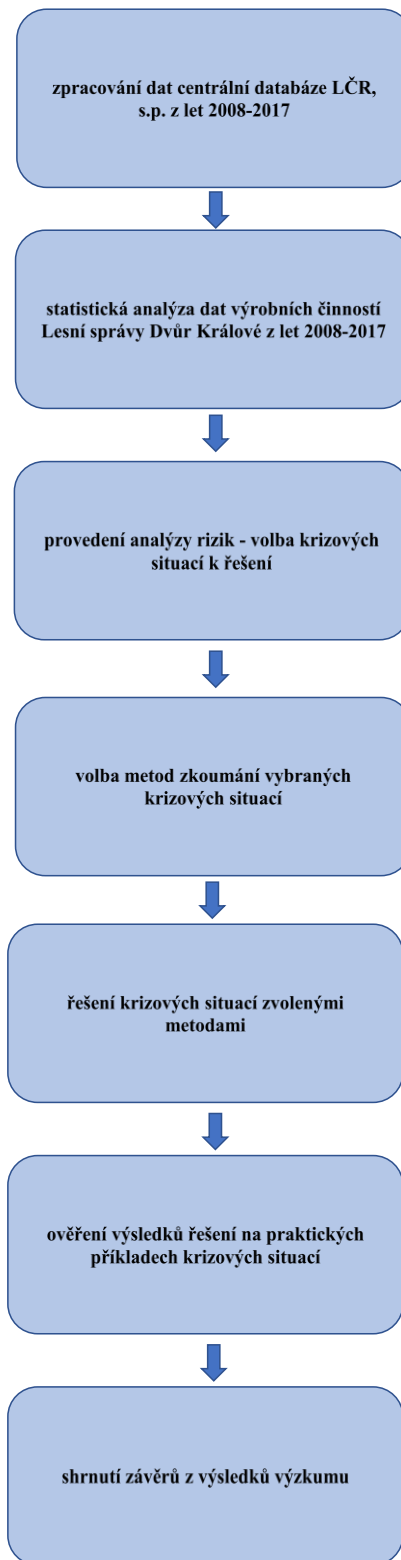 zpracování dat centrální databáze LČR,
s.p. z let 2008-2017
statistická analýza dat výrobních činností
Lesní správy Dvůr Králové z let 2008-2017
provedení analýzy rizik - volba krizových
situací k řešení
volba metod zkoumání vybraných
krizových situací
řešení krizových situací zvolenými
metodami
ověření výsledků řešení na praktických
příkladech krizových situací
shrnutí závěrů z výsledků výzkumu